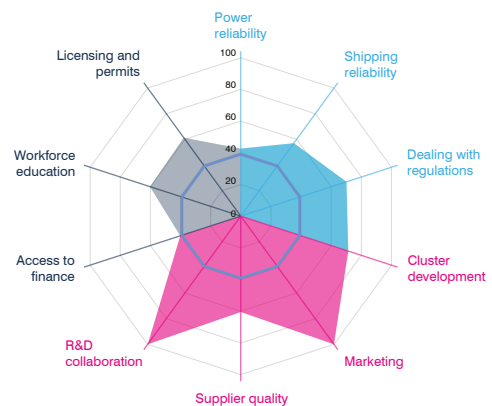 Power
reliability
Licensing and
permits
Shipping
reliability
100
80
60
40
20
0
Workforce
education
Dealing with
regulations
Access to
finance
Cluster
development
R&D
collaboration
Marketing
Supplier quality